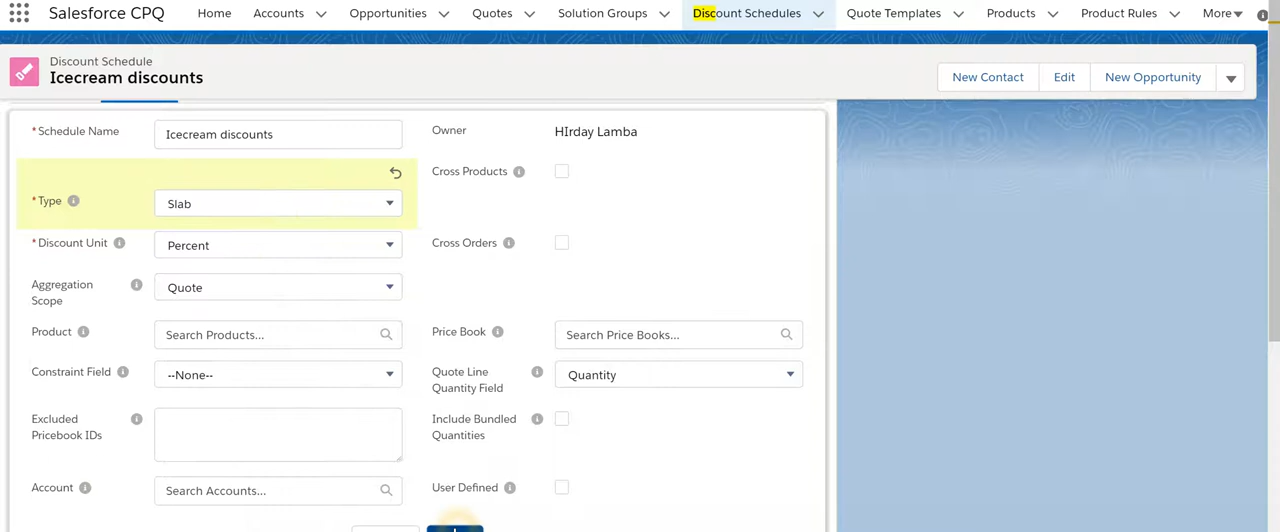 Salesforce CPQ Home Accounts Opportunities Quotes Solution Groups Discount Schedules Quote Templates Products Product Rules More
Discount Schedule
Icecream discounts
New Contact Edit New Opportunity
*Schedule Name Icecream discounts
Owner HIrday Lamba
Cross Products
*Type Slab
*Discount Unit Percent
Cross Orders
Aggregation
Scope
Quote
Product Search Products...
Price Book Search Price Books...
Constraint Field --None--
Quote Line
Quantity Field
Quantity
Excluded
Pricebook IDs
Include Bundled
Quantities
Account Search Accounts...
User Defined